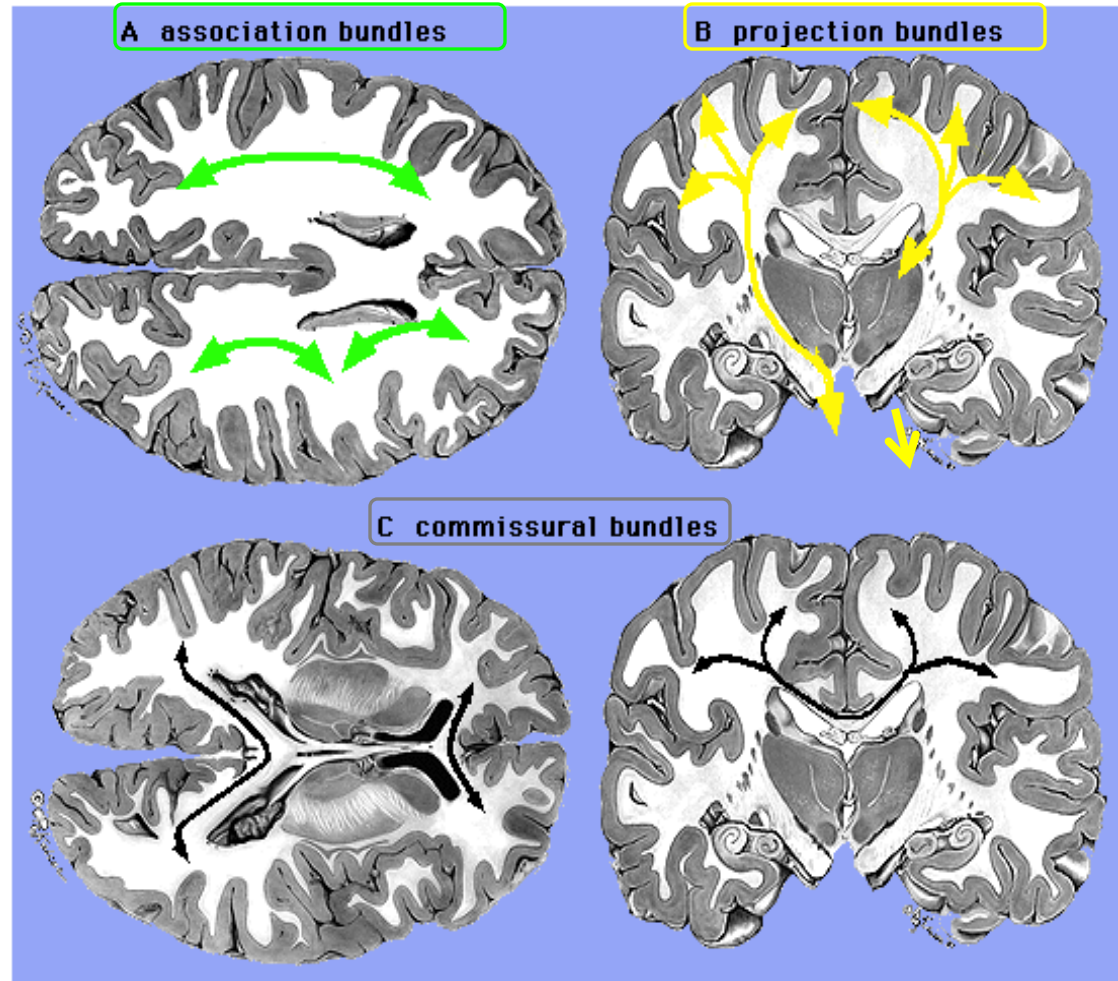 A association bundles
B projection bundles
C commissural bundles